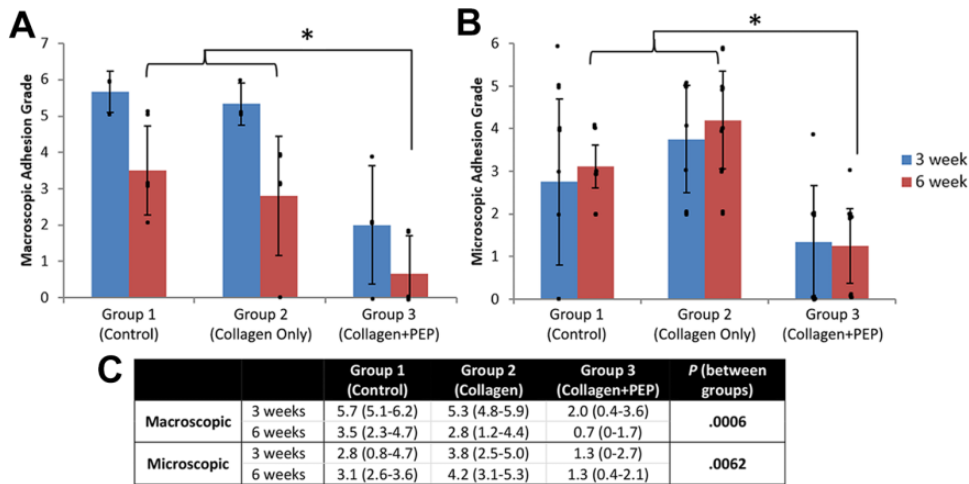 A
B
*
*
Macroscopic Adhesion Grade
7
6
5
4
3
2
1
0
Group 1
(Control)
Group 2
(Collagen Only)
Group 3
(Collagen+PEP)
Microscopic Adhesion Grade
6
5
4
3
2
1
0
Group 1
(Control)
Group 2
(Collagen Only)
Group 3
(Collagen+PEP)
3 week
6 week
C
Group 1 (Control) Group 2 (Collagen) Group 3 (Collagen+PEP) P (between groups)
Macroscopic 3 weeks 5.7 (5.1-6.2) 5.3 (4.8-5.9) 2.0 (0.4-3.6) .0006
6 weeks 3.5 (2.3-4.7) 2.8 (1.2-4.4) 0.7 (0-1.7)
Microscopic 3 weeks 2.8 (0.8-4.7) 3.8 (2.5-5.0) 1.3 (0-2.7) .0062
6 weeks 3.1 (2.6-3.6) 4.2 (3.1-5.3) 1.3 (0.4-2.1)